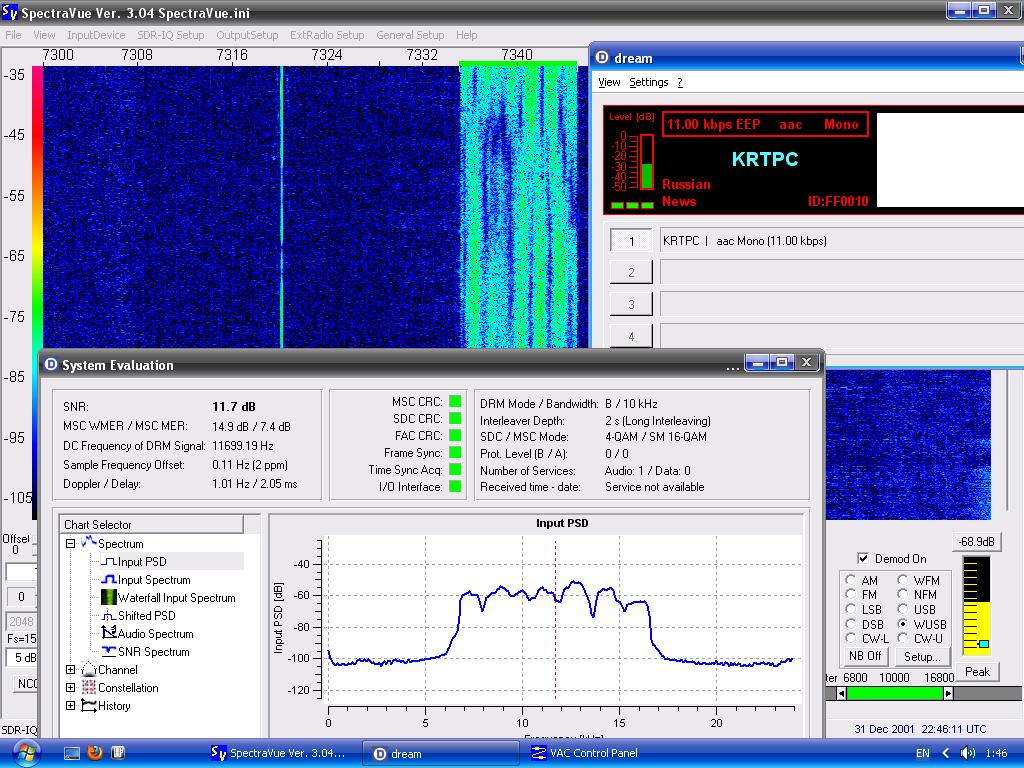 SpectraVue Ver. 3.04 SpectraVue.ini
File View InputDevice SDR-IQ Setup OutputSetup ExtRadio Setup General Setup Help
7300 7308 7316 7324 7332 7340
-35
-45
-55
-65
-75
-85
-95
-105
dream
View Settings ?
Level [dB]
0
-10
-20
-30
-40
-50
11.00 kbps EEP aac Mono
KRTPC
Russian
News ID:FF0010
1 KRTPC | aac Mono (11.00 kbps)
2
3
4
System Evaluation
...
SNR: 11.7 dB
MSC WMER / MSC MER: 14.9 dB / 7.4 dB
DC Frequency of DRM Signal: 11699.19 Hz
Sample Frequency Offset: 0.11 Hz (2 ppm)
Doppler / Delay: 1.01 Hz / 2.05 ms
MSC CRC:
SDC CRC:
FAC CRC:
Frame Sync:
Time Sync Acq:
I/O Interface:
DRM Mode / Bandwidth: B / 10 kHz
Interleaver Depth: 2 s (Long Interleaving)
SDC / MSC Mode: 4-QAM / SM 16-QAM
Prot. Level (B / A): 0 / 0
Number of Services: Audio: 1 / Data: 0
Received time - date: Service not available
Chart Selector
Spectrum
Input PSD
Input Spectrum
Waterfall Input Spectrum
Shifted PSD
Audio Spectrum
SNR Spectrum
Channel
Constellation
History
Input PSD
Input PSD [dB]
-40
-60
-80
-100
-120
0 5 10 15 20
Offset
0
0
2048
Fs=15
5 dB
NCO
SDR-IQ
-68.9dB
Demod On
AM WFM
FM NFM
LSB USB
DSB WUSB
CW-L CW-U
NB Off Setup...
Peak
6800 10000 16800
31 Dec 2001 22:46:11 UTC
SpectraVue Ver. 3.04... dream VAC Control Panel EN 1:46